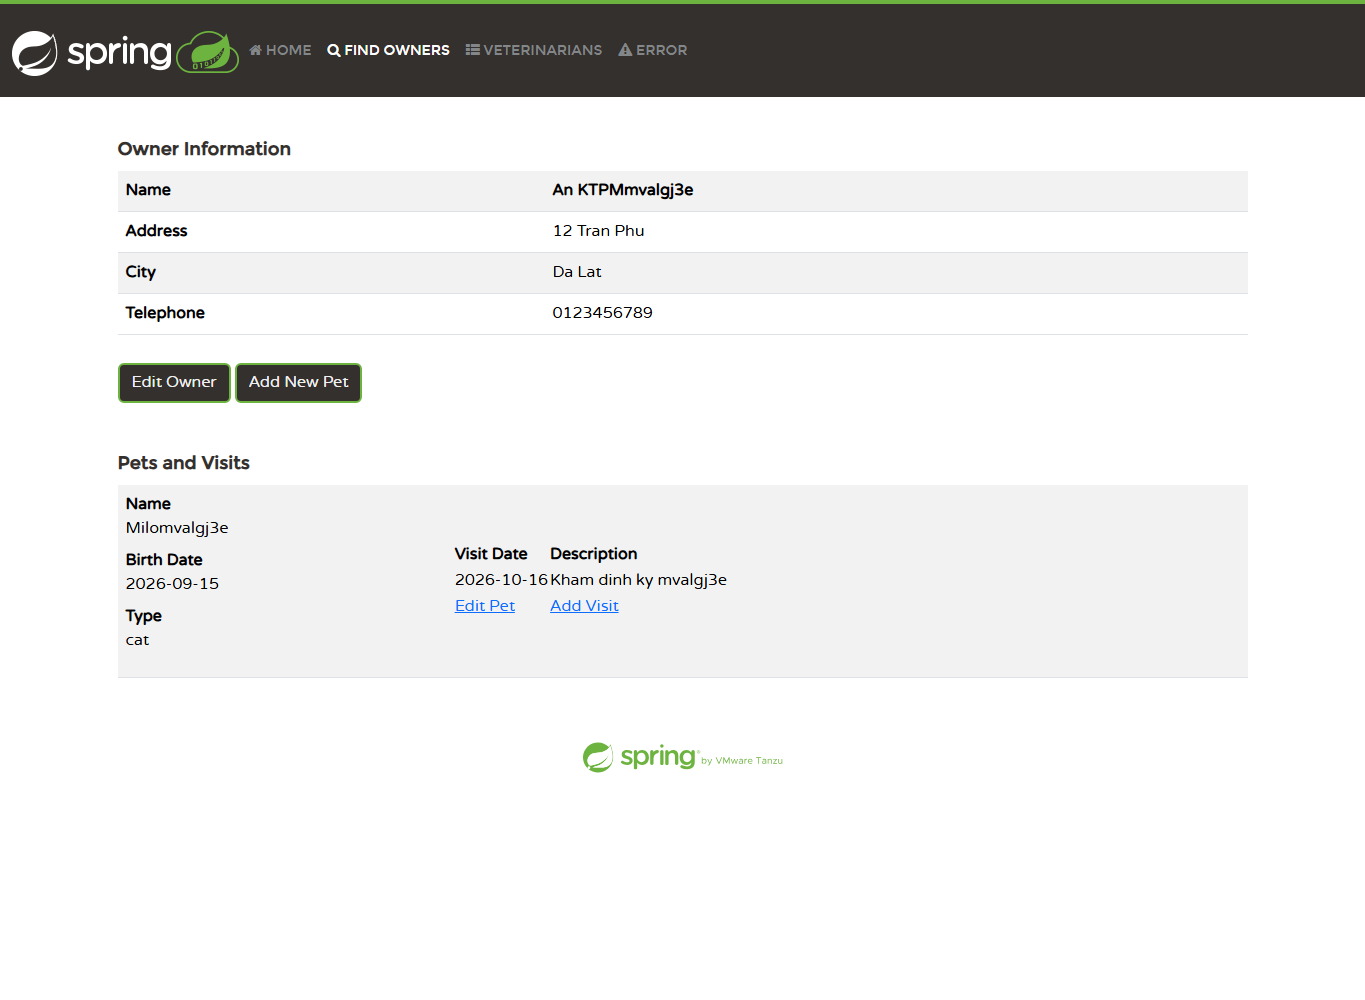 spring HOME FIND OWNERS VETERINARIANS ERROR
Owner Information
Name An KTPMmvalgj3e
Address 12 Tran Phu
City Da Lat
Telephone 0123456789
Edit Owner Add New Pet
Pets and Visits
Name
Milomvalgj3e
Birth Date
2026-09-15
Type
cat
Visit Date Description
2026-10-16 Kham dinh ky mvalgj3e
Edit Pet Add Visit
spring by VMware Tanzu